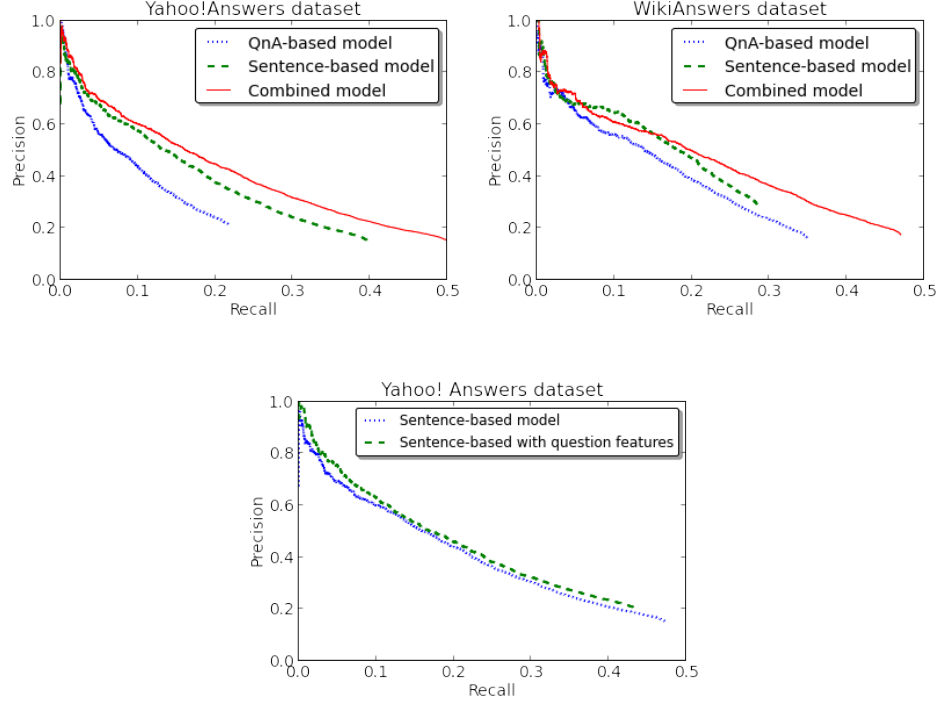 Yahoo!Answers dataset
1.0
0.8
0.6
0.4
0.2
0.0
Precision
QnA-based model
Sentence-based model
Combined model
0.0 0.1 0.2 0.3 0.4 0.5
Recall
WikiAnswers dataset
1.0
0.8
0.6
0.4
0.2
0.0
Precision
QnA-based model
Sentence-based model
Combined model
0.0 0.1 0.2 0.3 0.4 0.5
Recall
Yahoo! Answers dataset
1.0
0.8
0.6
0.4
0.2
0.0
Precision
Sentence-based model
Sentence-based with question features
0.0 0.1 0.2 0.3 0.4 0.5
Recall